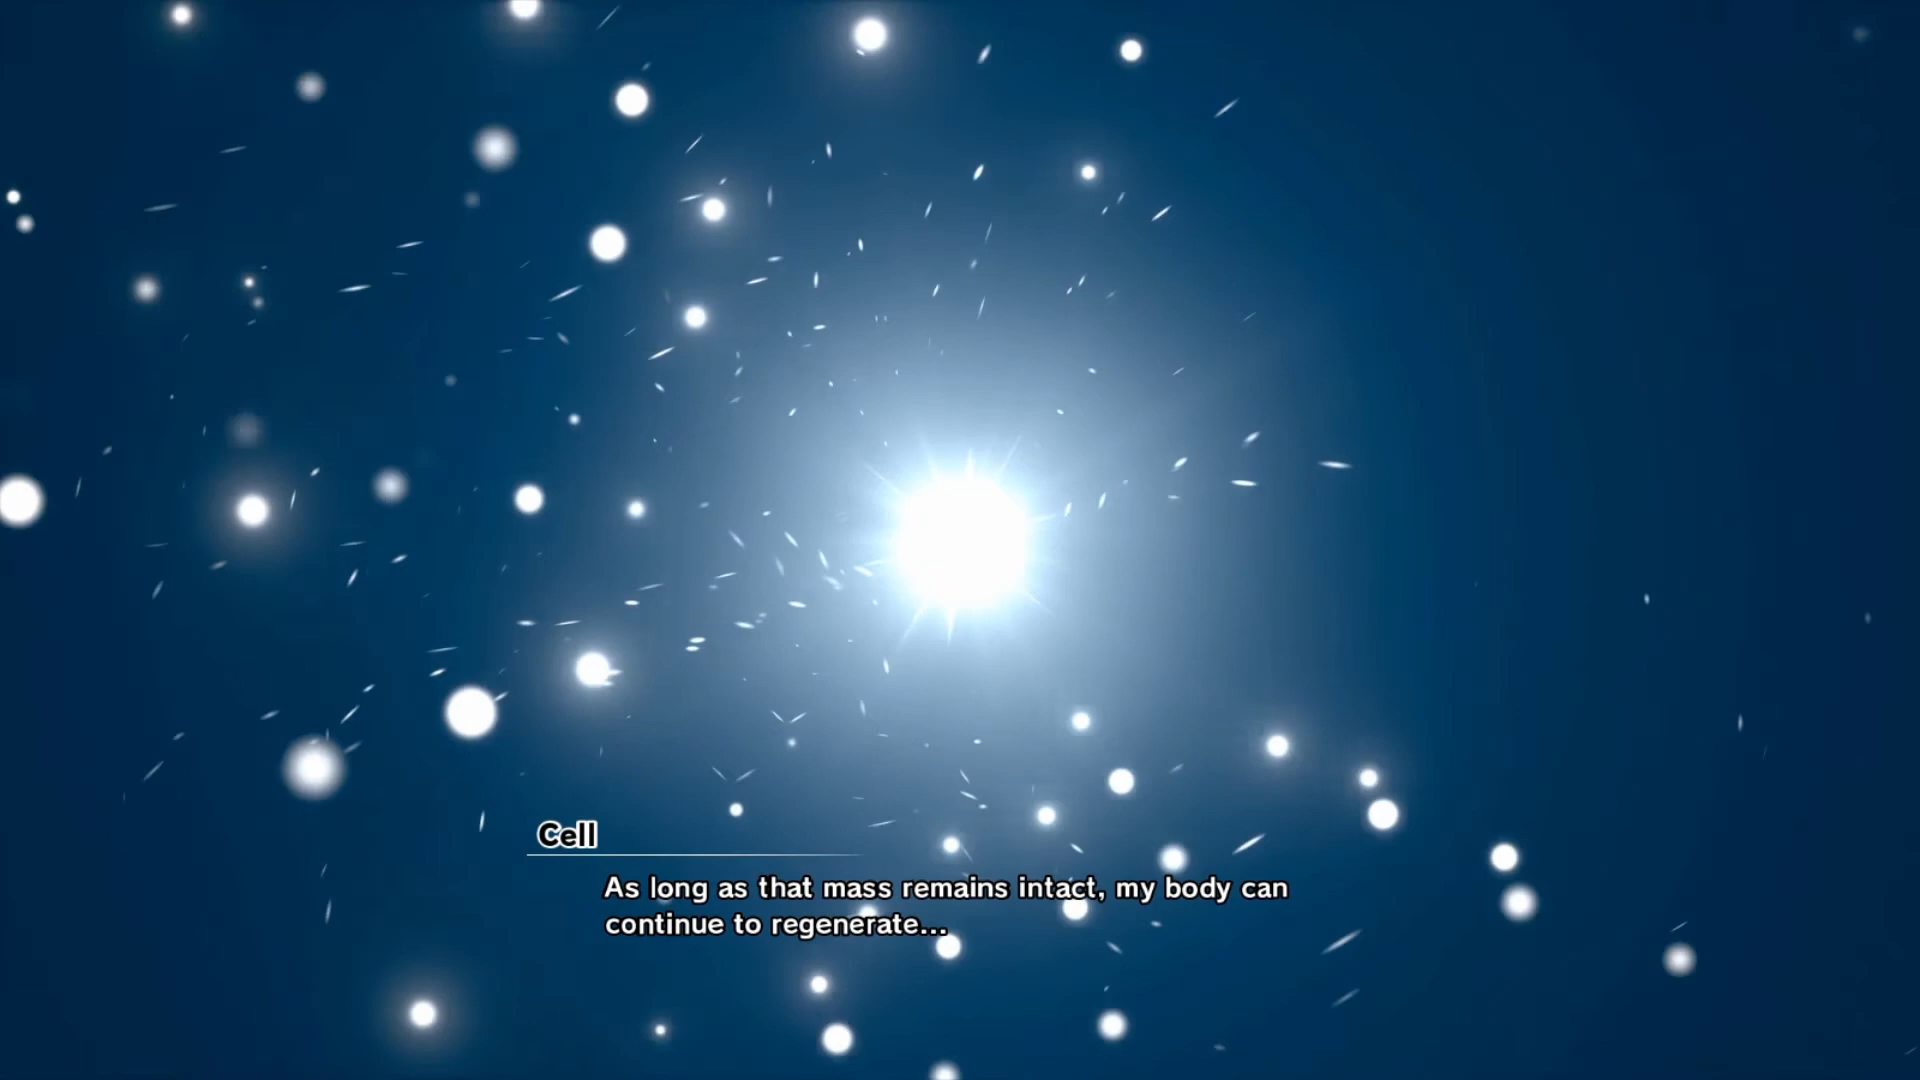 Cell
As long as that mass remains intact, my body can
continue to regenerate...